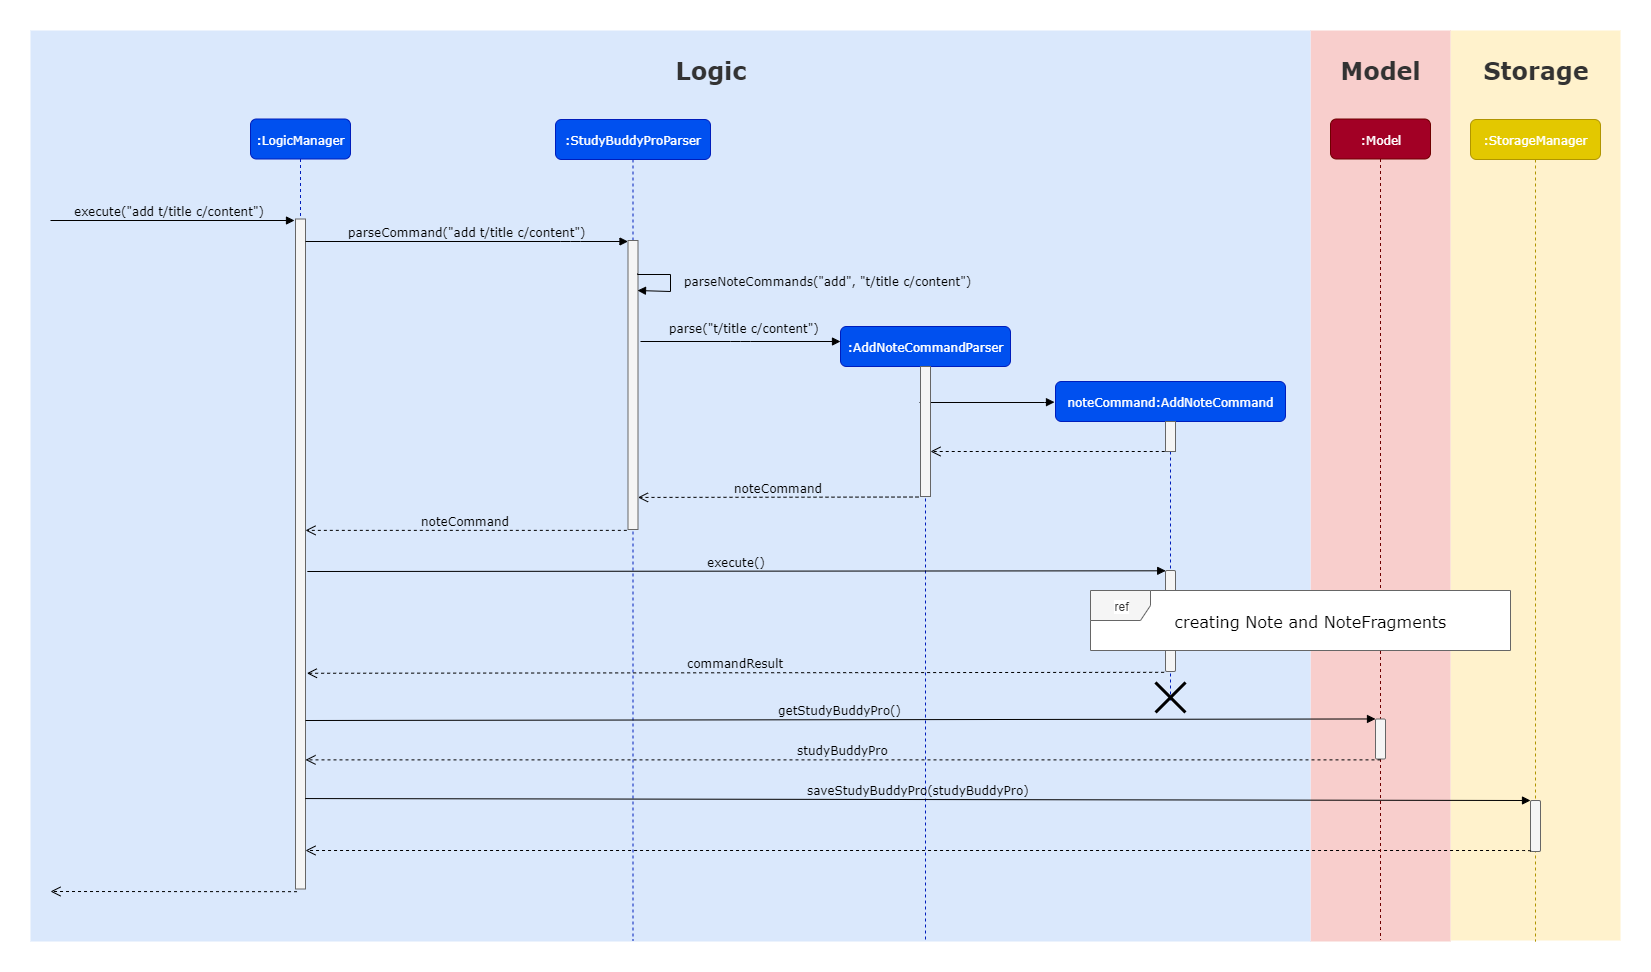 Logic
Model
Storage
:LogicManager
:StudyBuddyProParser
:Model
:StorageManager
execute("add t/title c/content")
parseCommand("add t/title c/content")
parseNoteCommands("add", "t/title c/content")
parse("t/title c/content")
:AddNoteCommandParser
noteCommand:AddNoteCommand
noteCommand
noteCommand
execute()
ref
creating Note and NoteFragments
commandResult
getStudyBuddyPro()
studyBuddyPro
saveStudyBuddyPro(studyBuddyPro)